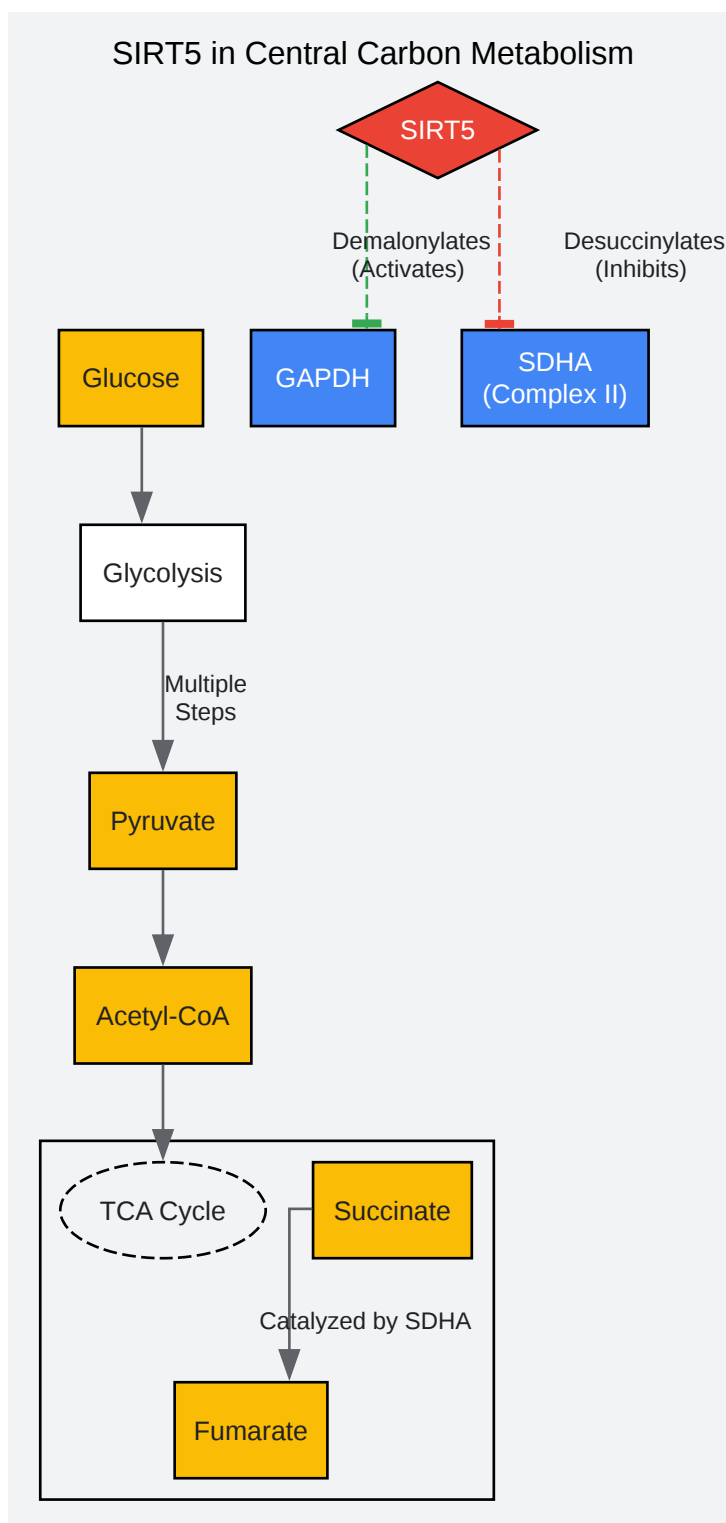 SIRT5 in Central Carbon Metabolism
SIRT5
Demalonylates
(Activates)
Desuccinylates
(Inhibits)
Glucose
GAPDH
SDHA
(Complex II)
Glycolysis
Multiple
Steps
Pyruvate
Acetyl-CoA
TCA Cycle
Succinate
Catalyzed by SDHA
Fumarate